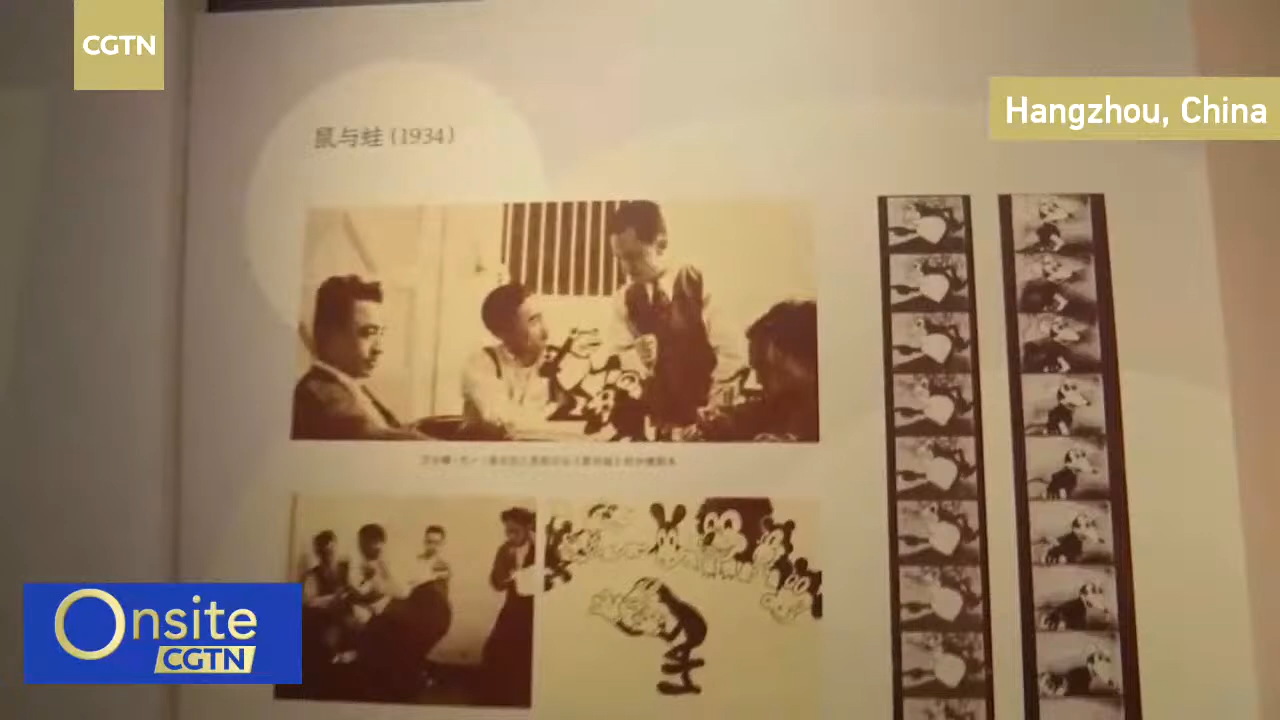 CGTN
Hangzhou, China
鼠与蛙 (1934)
Onsite
CGTN